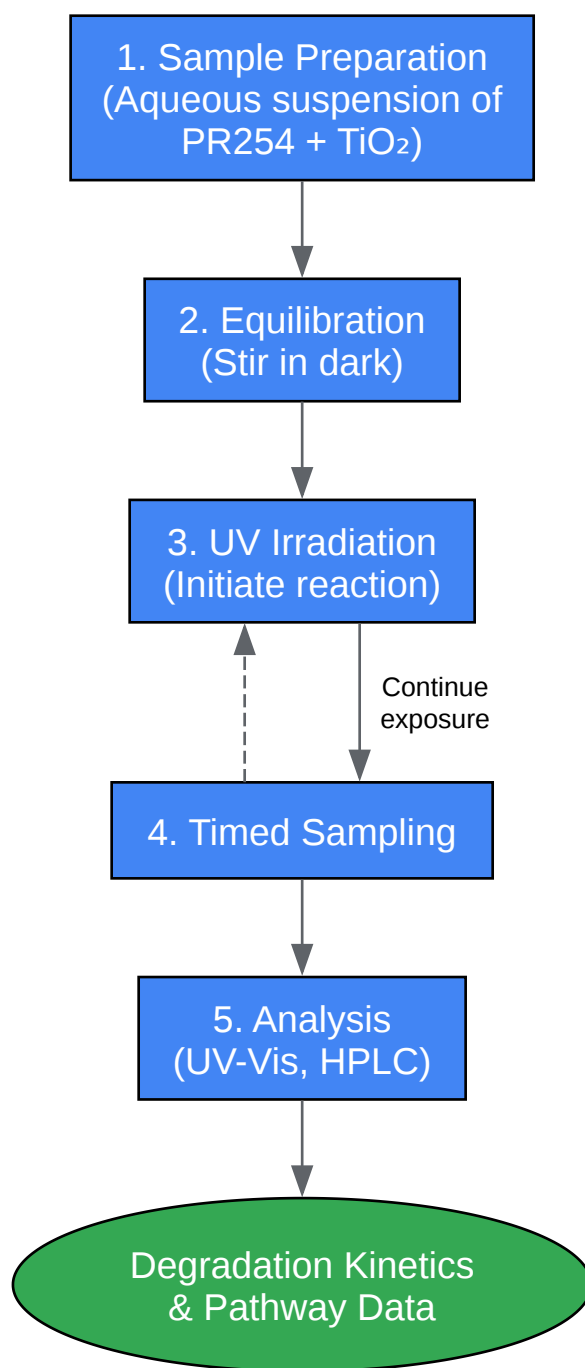 1. Sample Preparation
(Aqueous suspension of
PR254 + TiO₂)
2. Equilibration
(Stir in dark)
3. UV Irradiation
(Initiate reaction)
Continue
exposure
4. Timed Sampling
5. Analysis
(UV-Vis, HPLC)
Degradation Kinetics
& Pathway Data